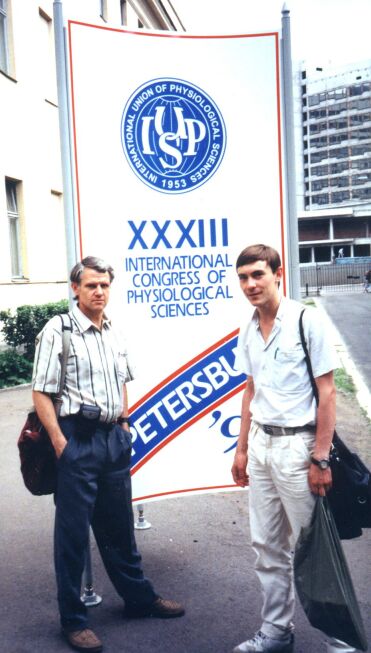 INTERNATIONAL UNION OF PHYSIOLOGICAL SCIENCES
IUPS
1953
XXXIII
INTERNATIONAL
CONGRESS OF
PHYSIOLOGICAL
SCIENCES
PETERSBU
'9